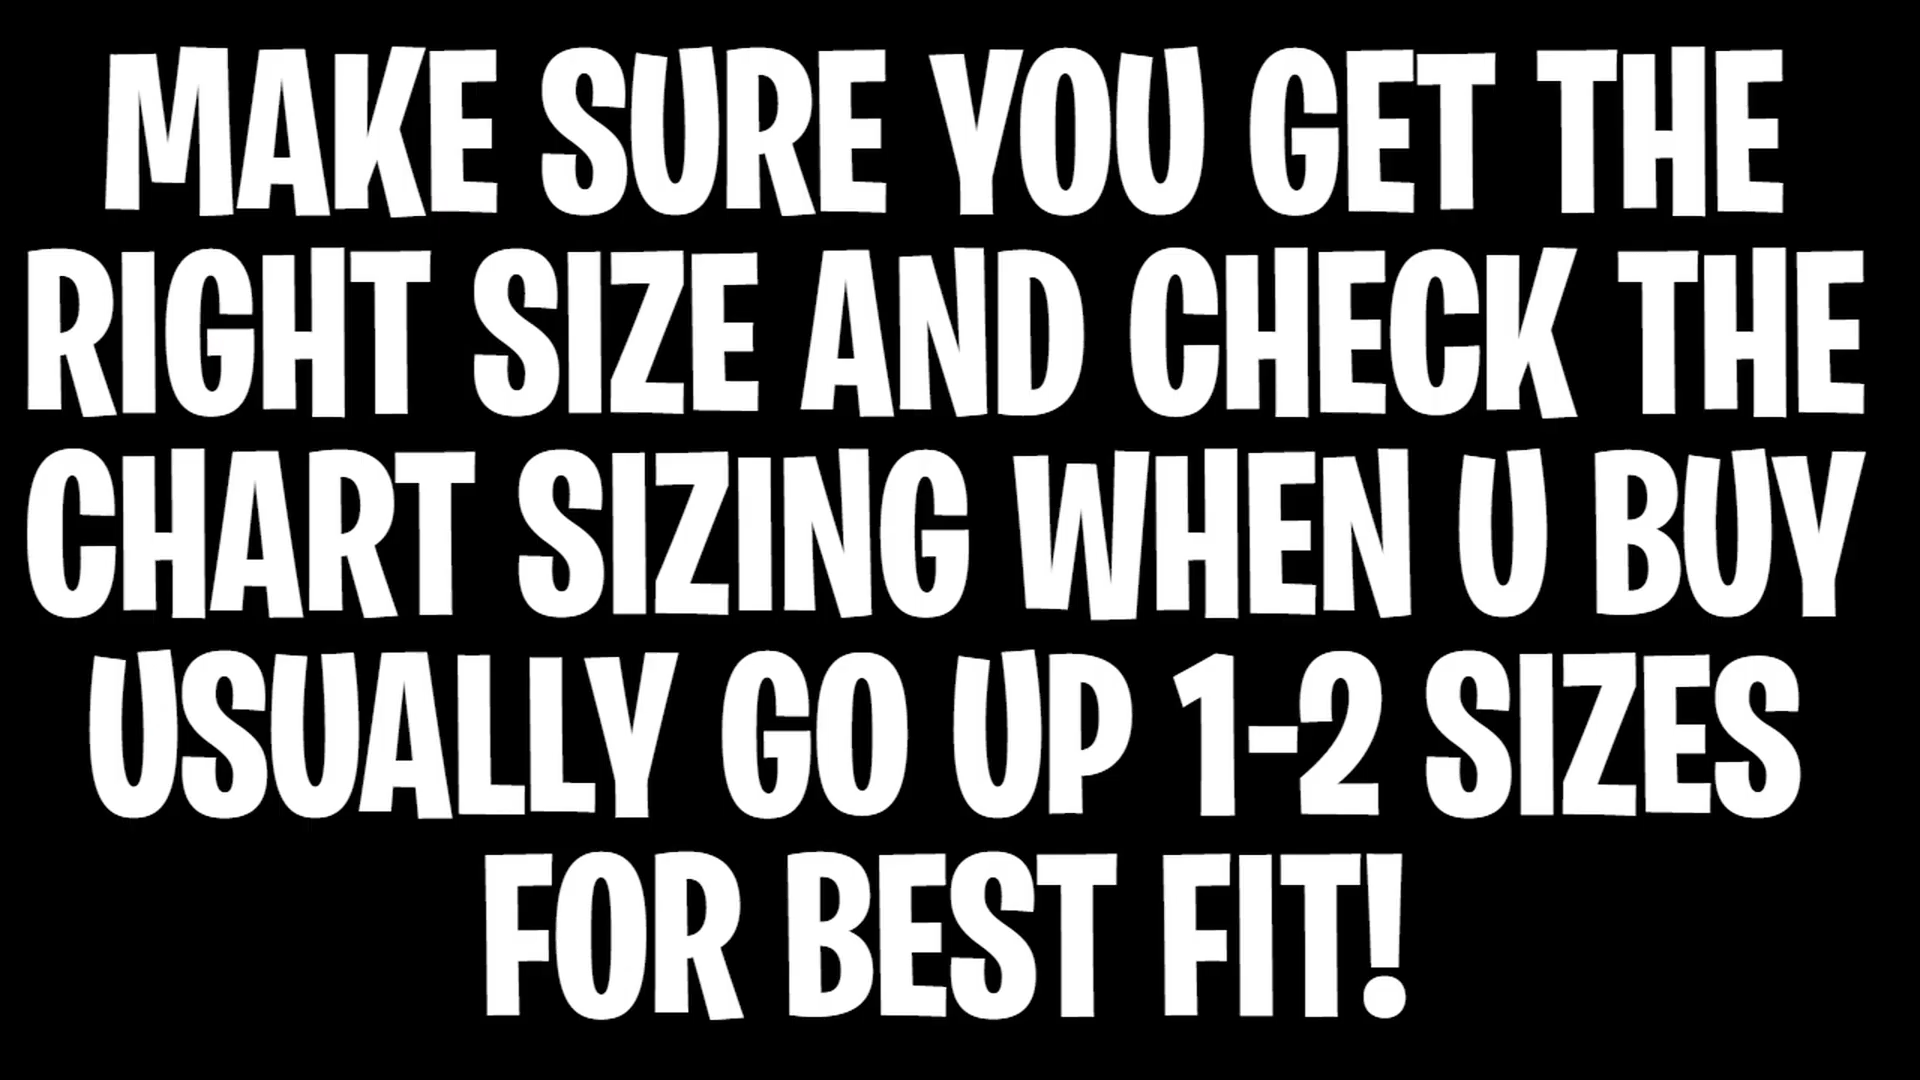 MAKE SURE YOU GET THE
RIGHT SIZE AND CHECK THE
CHART SIZING WHEN U BUY
USUALLY GO UP 1-2 SIZES
FOR BEST FIT!